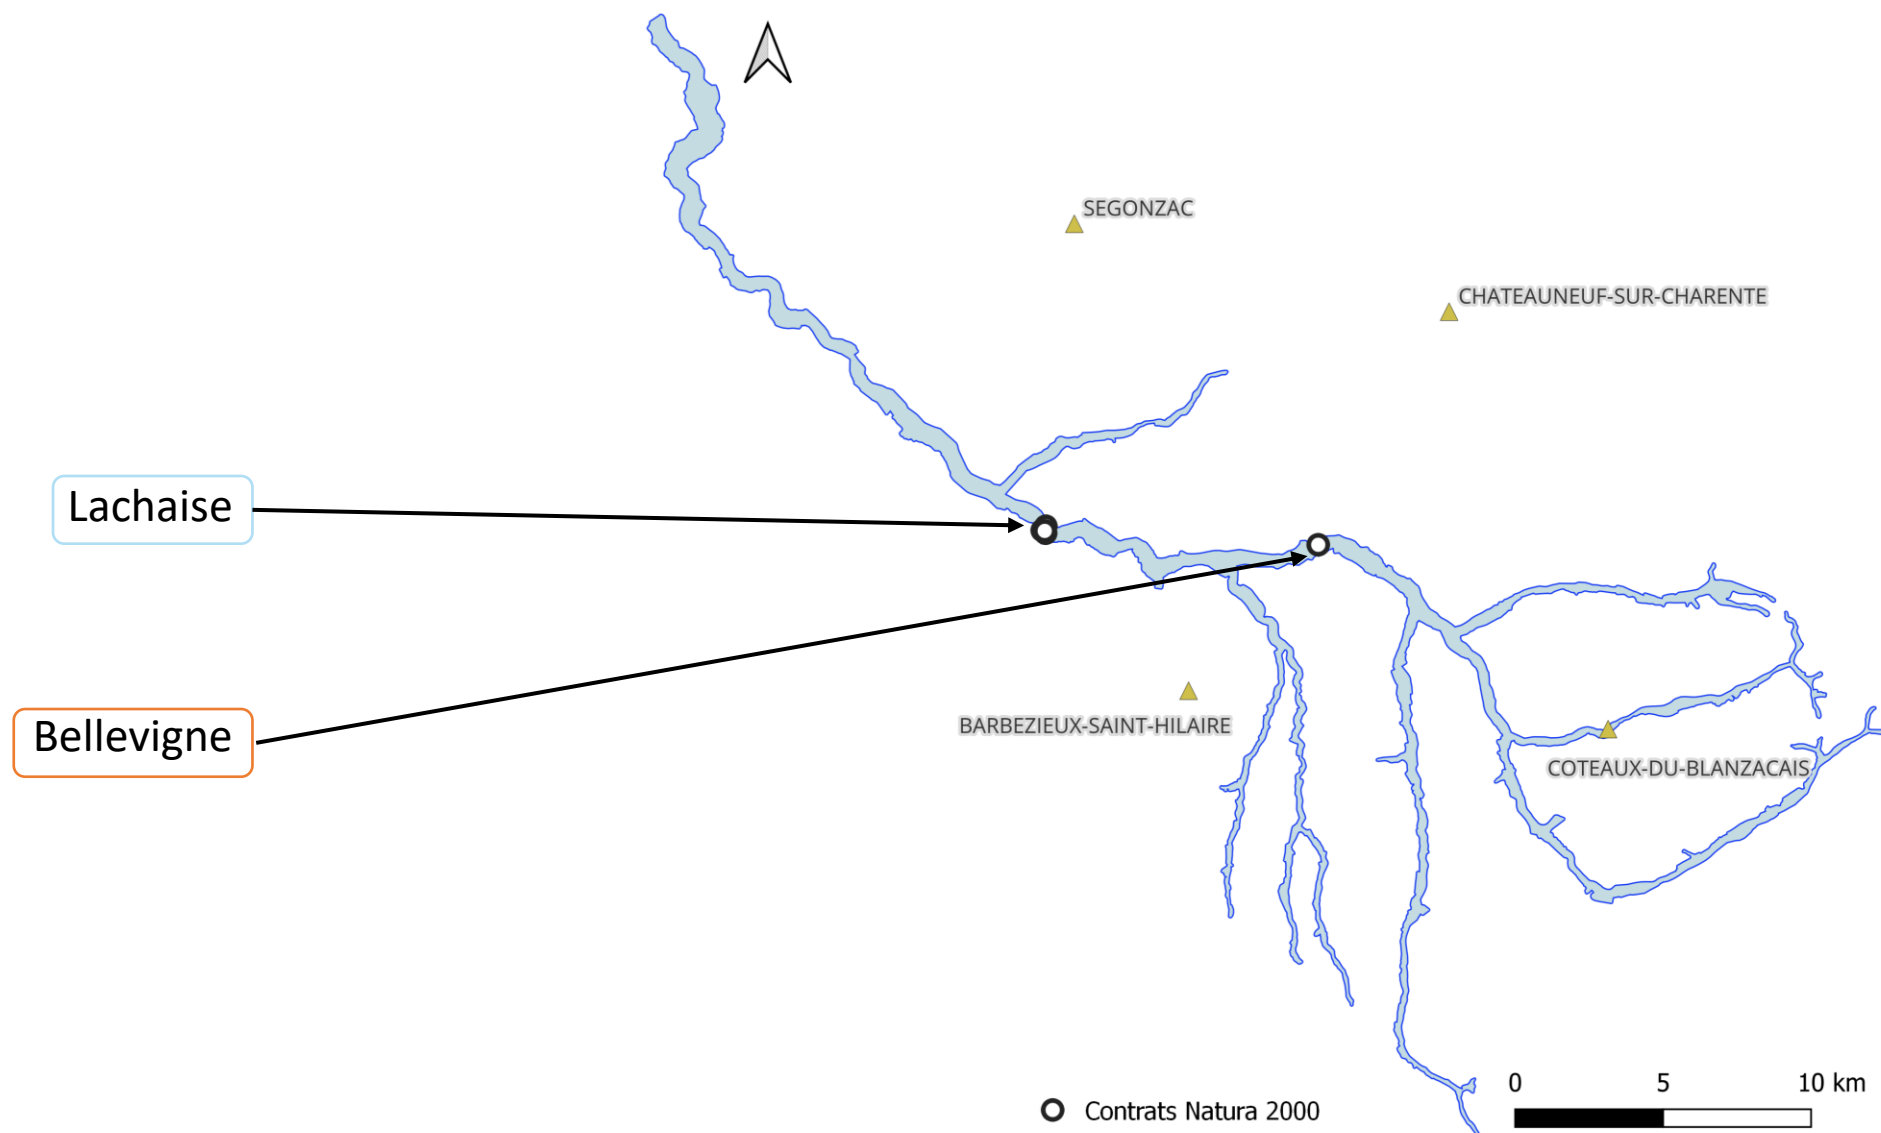 SEGONZAC
CHATEAUNEUF-SUR-CHARENTE
Lachaise
Bellevigne
BARBEZIEUX-SAINT-HILAIRE
COTEAUX-DU-BLANZACAIS
0 5 10 km
Contrats Natura 2000